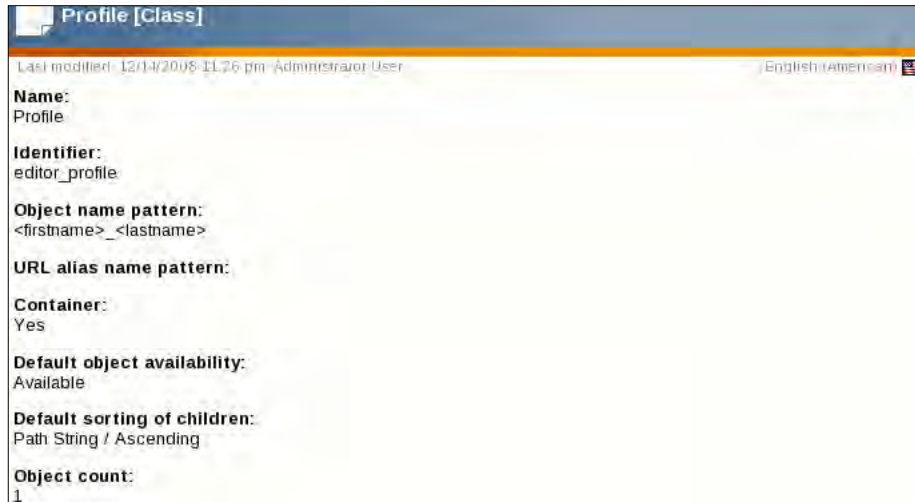 Profile [Class]
Last modified: 12/14/2008 11:26 pm, Administrator User
English (American)
Name:
Profile
Identifier:
editor_profile
Object name pattern:
<firstname>_<lastname>
URL alias name pattern:
Container:
Yes
Default object availability:
Available
Default sorting of children:
Path String / Ascending
Object count:
1